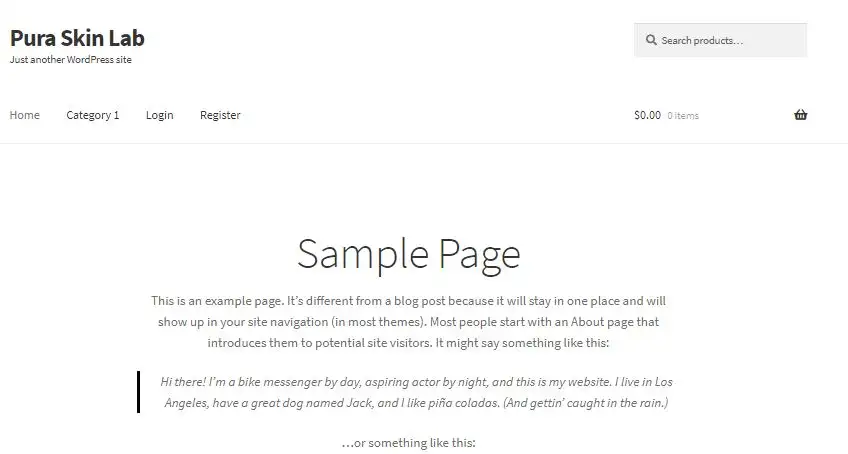 Pura Skin Lab
Just another WordPress site
Search products…
Home Category 1 Login Register
$0.00 0 items
Sample Page
This is an example page. It’s different from a blog post because it will stay in one place and will
show up in your site navigation (in most themes). Most people start with an About page that
introduces them to potential site visitors. It might say something like this:
Hi there! I’m a bike messenger by day, aspiring actor by night, and this is my website. I live in Los
Angeles, have a great dog named Jack, and I like piña coladas. (And gettin’ caught in the rain.)
…or something like this: